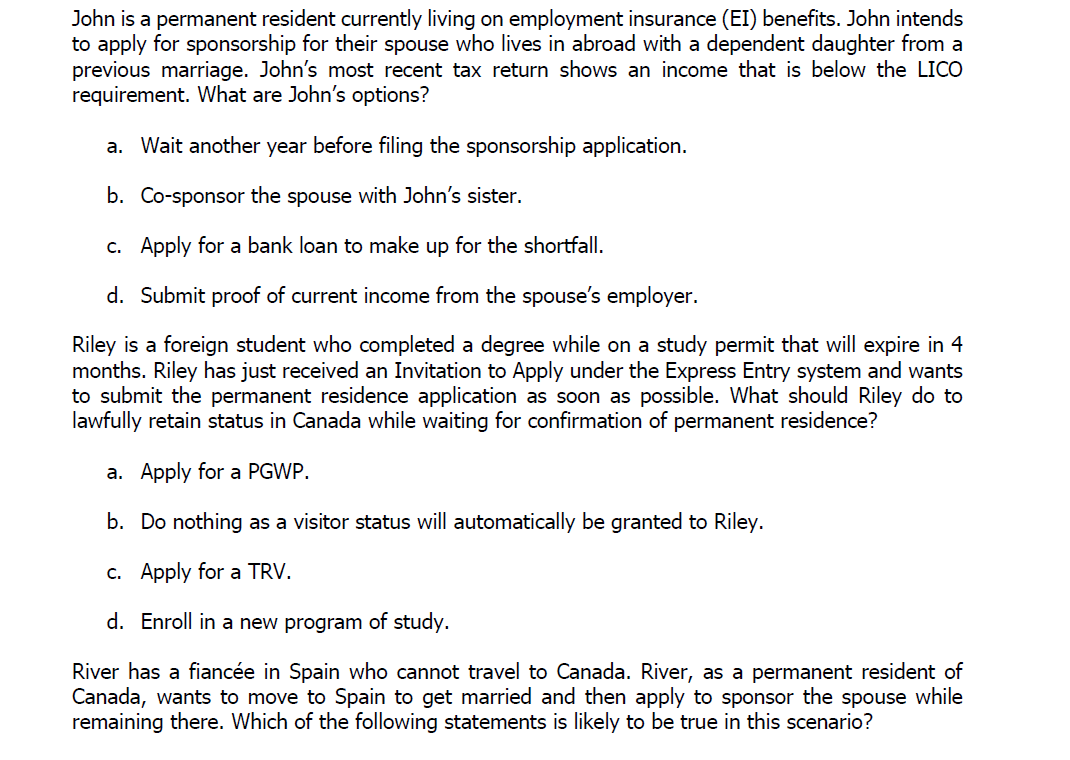 John is a permanent resident currently living on employment insurance (EI) benefits. John intends
to apply for sponsorship for their spouse who lives in abroad with a dependent daughter from a
previous marriage. John's most recent tax return shows an income that is below the LICO
requirement. What are John's options?
a. Wait another year before filing the sponsorship application.
b. Co-sponsor the spouse with John's sister.
c. Apply for a bank loan to make up for the shortfall.
d. Submit proof of current income from the spouse's employer.
Riley is a foreign student who completed a degree while on a study permit that will expire in 4
months. Riley has just received an Invitation to Apply under the Express Entry system and wants
to submit the permanent residence application as soon as possible. What should Riley do to
lawfully retain status in Canada while waiting for confirmation of permanent residence?
a. Apply for a PGWP.
b. Do nothing as a visitor status will automatically be granted to Riley.
c. Apply for a TRV.
d. Enroll in a new program of study.
River has a fiancée in Spain who cannot travel to Canada. River, as a permanent resident of
Canada, wants to move to Spain to get married and then apply to sponsor the spouse while
remaining there. Which of the following statements is likely to be true in this scenario?